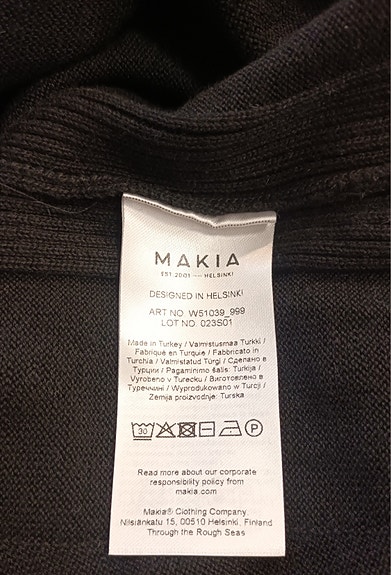 MAKIA
EST. 2001 — HELSINKI
DESIGNED IN HELSINKI
ART NO. W51039_999
LOT NO. 023S01
Made in Turkey / Valmistusmaa Turkki /
Fabriqué en Turquie / Fabbricato in
Turchia / Valmistatud Türgi / Сделано в
Турции / Pagaminimo šalis: Turkija /
Vyrobeno v Turecku / Виготовлено в
Туреччині / Wyprodukowano w Turcji /
Zemlja proizvodnje: Turska
30 P
Read more about our corporate
responsibility policy from
makia.com
Makia® Clothing Company,
Nilsiänkatu 15, 00510 Helsinki, Finland
Through the Rough Seas